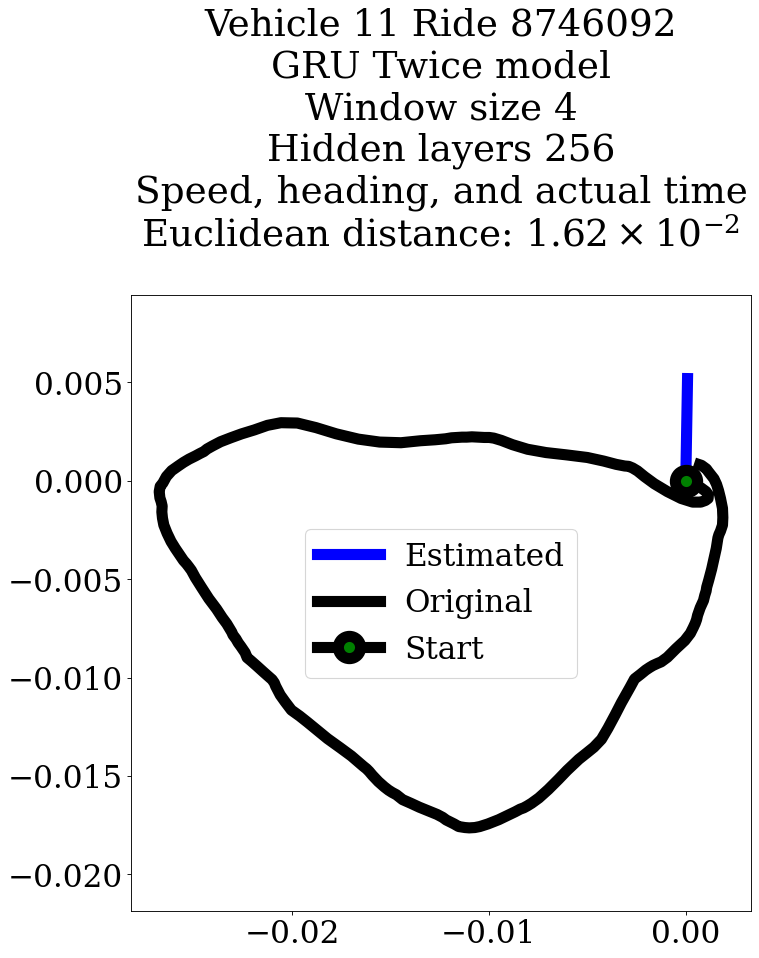 Vehicle 11 Ride 8746092
GRU Twice model
Window size 4
Hidden layers 256
Speed, heading, and actual time
Euclidean distance: 1.62 × 10⁻²
0.005
0.000
−0.005
−0.010
−0.015
−0.020
Estimated
Original
Start
−0.02
−0.01
0.00